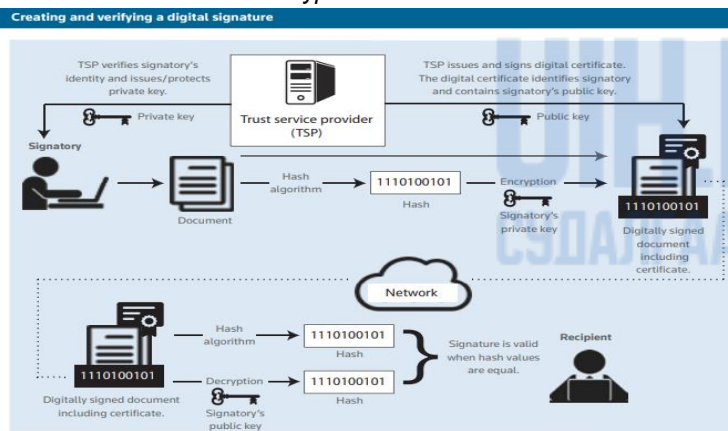 Creating and verifying a digital signature
TSP verifies signatory's
identity and issues/protects
private key.
Private key
Trust service provider
(TSP)
TSP issues and signs digital certificate.
The digital certificate identifies signatory
and contains signatory's public key.
Public key
Signatory
Document
Hash
algorithm
1110100101
Hash
Encryption
Signatory's
private key
1110100101
Digitally signed
document
including
certificate.
Network
1110100101
Digitally signed document
including certificate.
Hash
algorithm
1110100101
Hash
Decryption
Signatory's
public key
1110100101
Hash
Signature is valid
when hash values
are equal.
Recipient